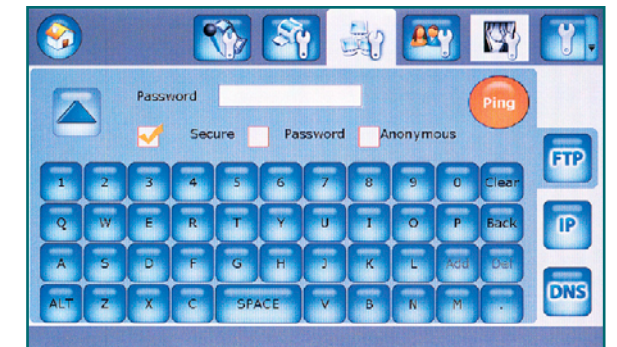 Password
Ping
Secure Password Anonymous
FTP
1 2 3 4 5 6 7 8 9 0 Clear
Q W E R T Y U I O P Back
IP
A S D F G H J K L Add Del
DNS
ALT Z X C SPACE V B N M .